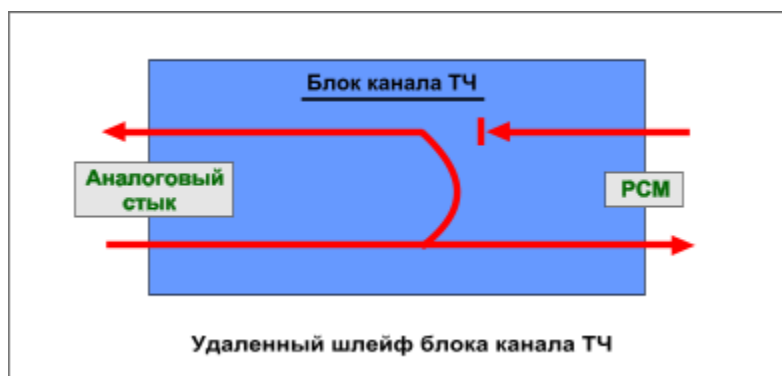 Блок канала ТЧ
Аналоговый
стык
PCM
Удаленный шлейф блока канала ТЧ